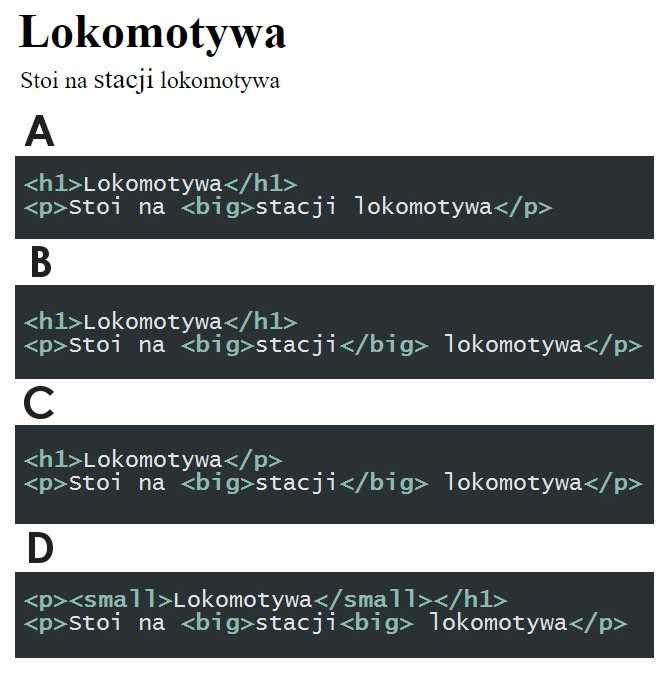 Lokomotywa
Stoi na stacji lokomotywa
A
<h1>Lokomotywa</h1>
<p>Stoi na <big>stacji lokomotywa</p>
B
<h1>Lokomotywa</h1>
<p>Stoi na <big>stacji</big> lokomotywa</p>
C
<h1>Lokomotywa</p>
<p>Stoi na <big>stacji</big> lokomotywa</p>
D
<p><small>Lokomotywa</small></h1>
<p>Stoi na <big>stacji<big> lokomotywa</p>